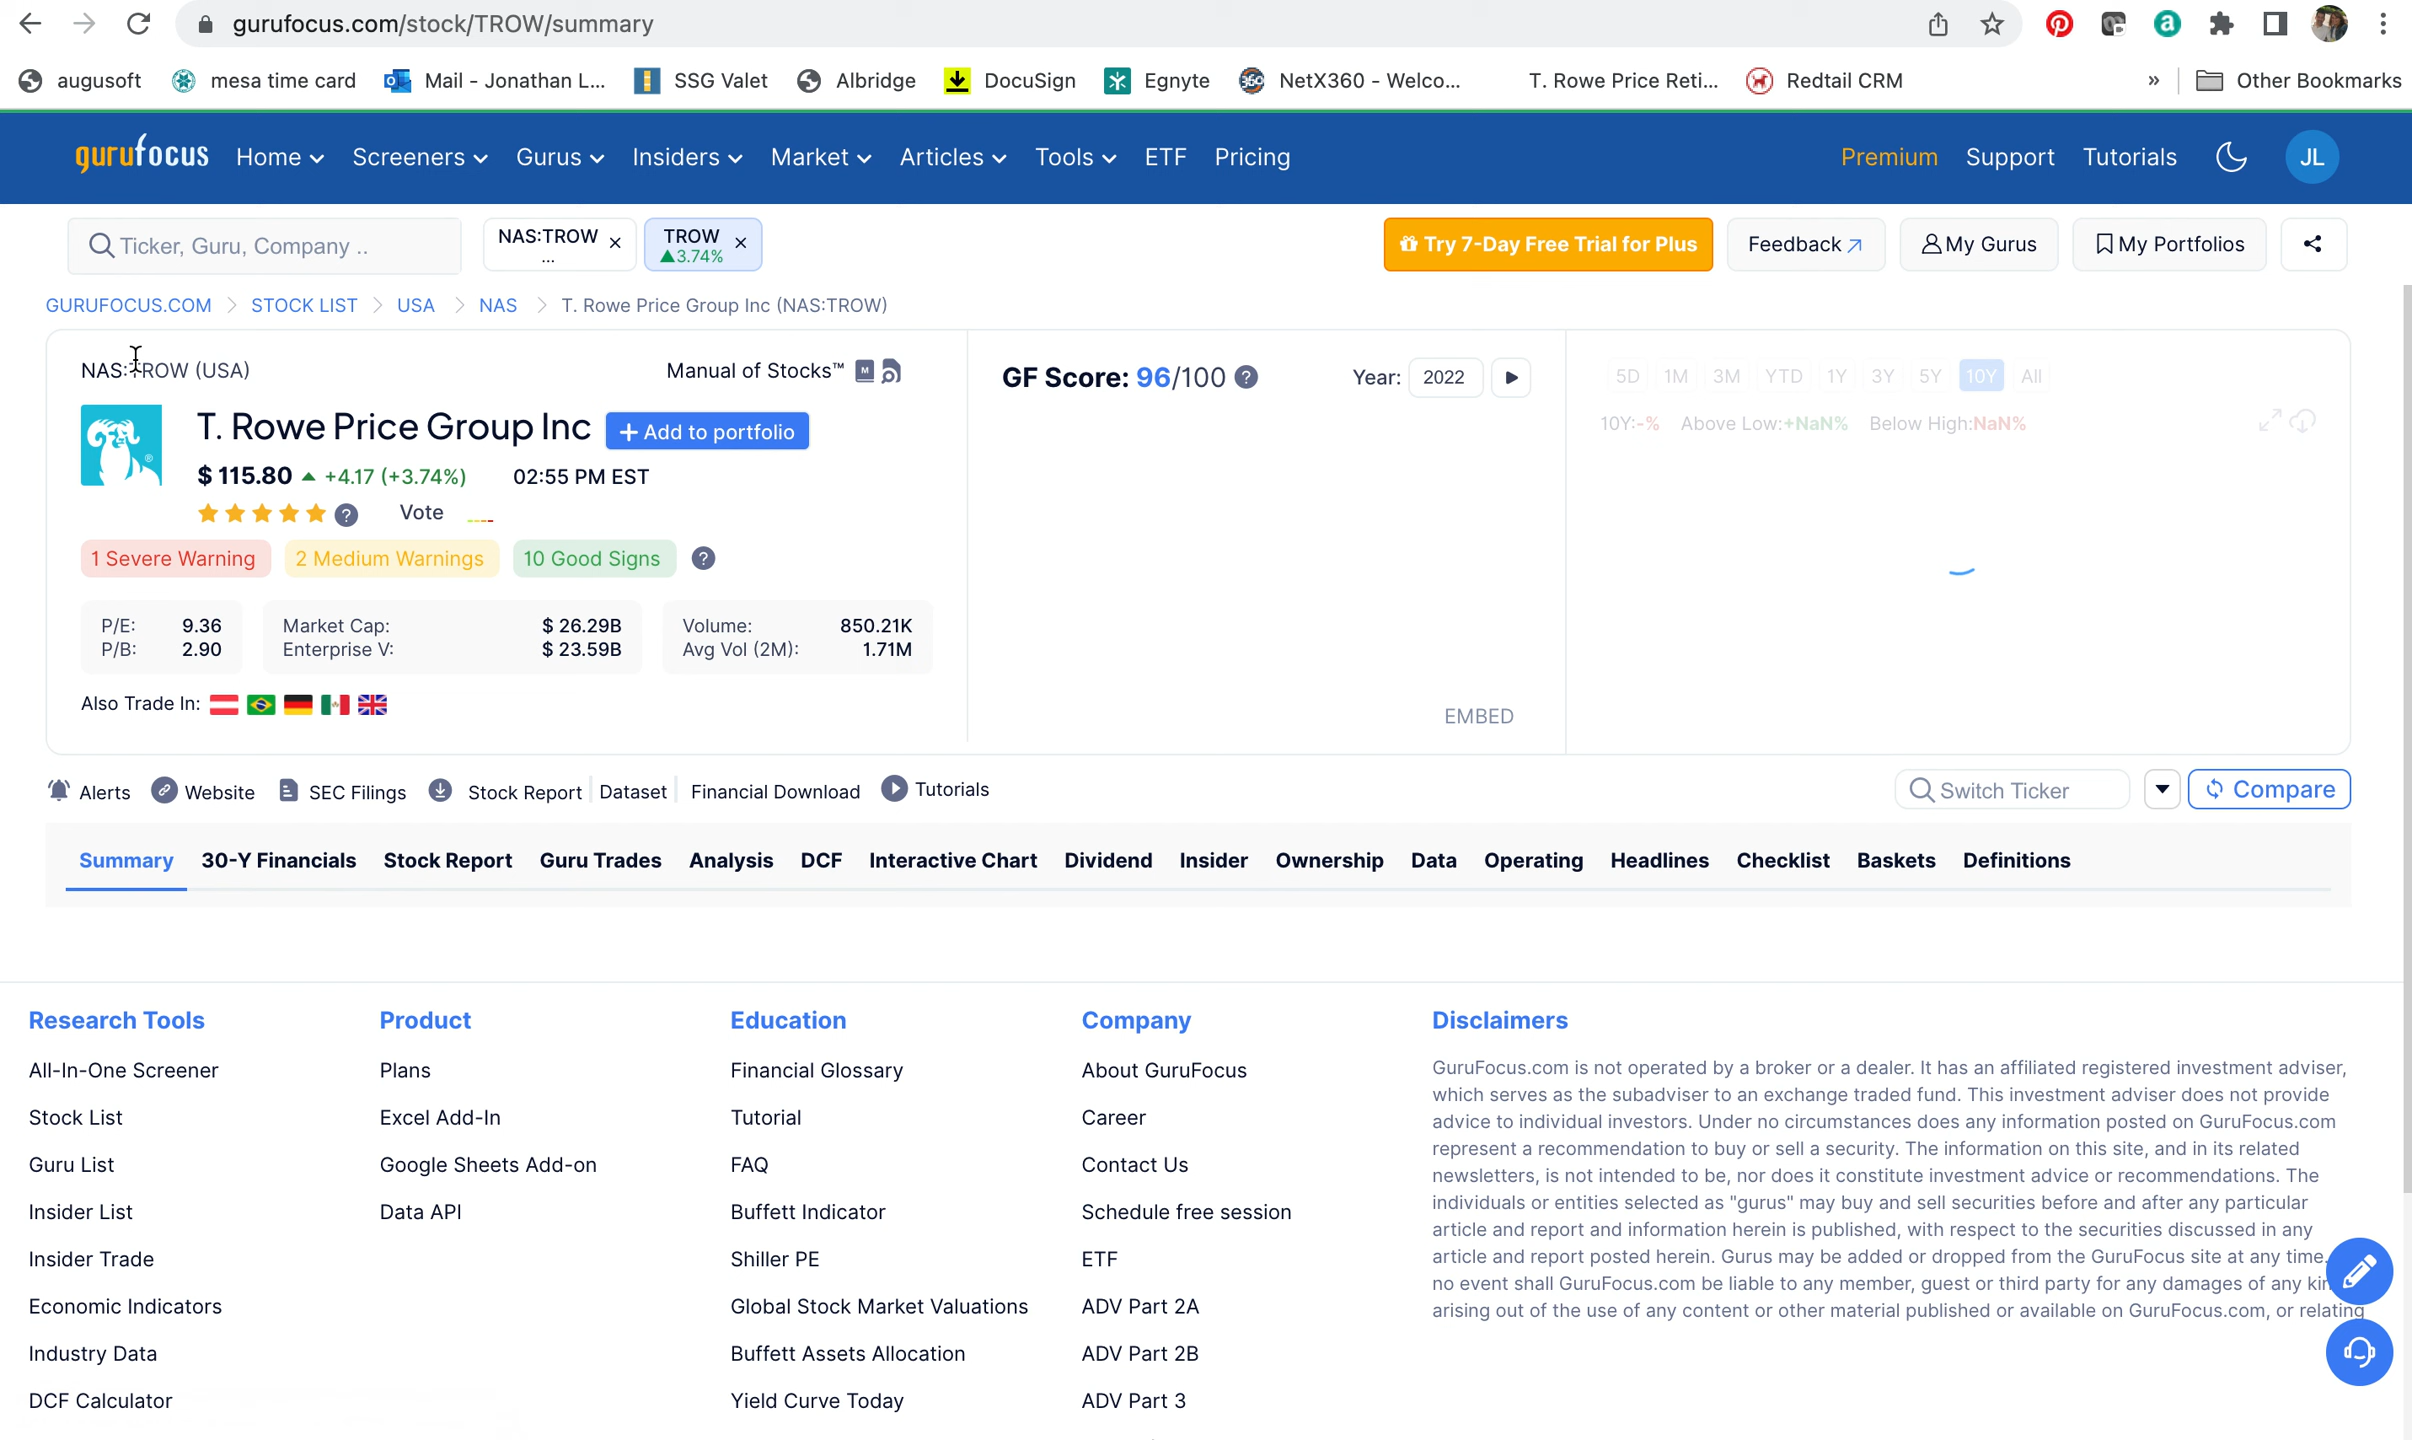 gurufocus.com/stock/TROW/summary
augusoft mesa time card Mail - Jonathan L... SSG Valet Albridge DocuSign Egnyte NetX360 - Welco... T. Rowe Price Reti... Redtail CRM » Other Bookmarks
gurufocus Home Screeners Gurus Insiders Market Articles Tools ETF Pricing Premium Support Tutorials JL
Ticker, Guru, Company .. NAS:TROW × ... TROW × ▲3.74% Try 7-Day Free Trial for Plus Feedback My Gurus My Portfolios
GURUFOCUS.COM > STOCK LIST > USA > NAS > T. Rowe Price Group Inc (NAS:TROW)
NAS:TROW (USA) Manual of Stocks™
T. Rowe Price Group Inc + Add to portfolio
$ 115.80 ▲ +4.17 (+3.74%) 02:55 PM EST
Vote
1 Severe Warning 2 Medium Warnings 10 Good Signs ?
P/E: 9.36 Market Cap: $ 26.29B Volume: 850.21K
P/B: 2.90 Enterprise V: $ 23.59B Avg Vol (2M): 1.71M
Also Trade In:
GF Score: 96/100 ? Year: 2022
EMBED
5D 1M 3M YTD 1Y 3Y 5Y 10Y All
10Y:-% Above Low:+NaN% Below High:NaN%
Alerts Website SEC Filings Stock Report Dataset Financial Download Tutorials Switch Ticker Compare
Summary 30-Y Financials Stock Report Guru Trades Analysis DCF Interactive Chart Dividend Insider Ownership Data Operating Headlines Checklist Baskets Definitions
Research Tools
All-In-One Screener
Stock List
Guru List
Insider List
Insider Trade
Economic Indicators
Industry Data
DCF Calculator
Product
Plans
Excel Add-In
Google Sheets Add-on
Data API
Education
Financial Glossary
Tutorial
FAQ
Buffett Indicator
Shiller PE
Global Stock Market Valuations
Buffett Assets Allocation
Yield Curve Today
Company
About GuruFocus
Career
Contact Us
Schedule free session
ETF
ADV Part 2A
ADV Part 2B
ADV Part 3
Disclaimers
GuruFocus.com is not operated by a broker or a dealer. It has an affiliated registered investment adviser,
which serves as the subadviser to an exchange traded fund. This investment adviser does not provide
advice to individual investors. Under no circumstances does any information posted on GuruFocus.com
represent a recommendation to buy or sell a security. The information on this site, and in its related
newsletters, is not intended to be, nor does it constitute investment advice or recommendations. The
individuals or entities selected as "gurus" may buy and sell securities before and after any particular
article and report and information herein is published, with respect to the securities discussed in any
article and report posted herein. Gurus may be added or dropped from the GuruFocus site at any time.
no event shall GuruFocus.com be liable to any member, guest or third party for any damages of any
arising out of the use of any content or other material published or available on GuruFocus.com, or relating